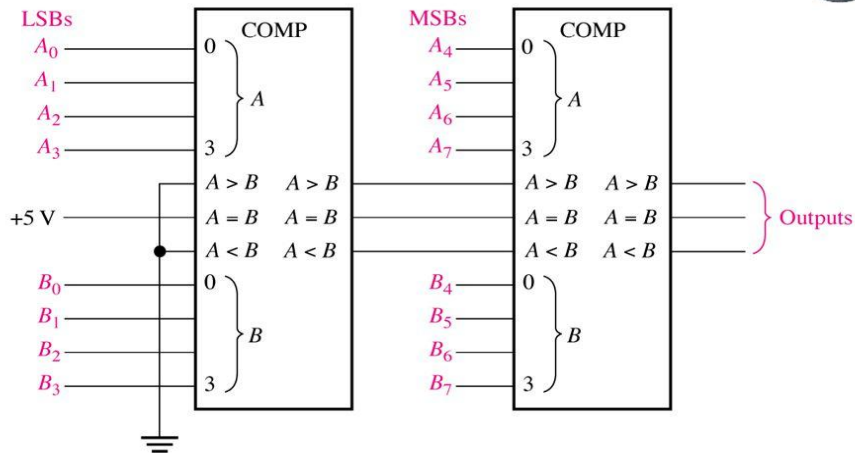 LSBs MSBs
COMP COMP
A₀ 0 A₄ 0
A₁ A₅
A A
A₂ A₆
A₃ 3 A₇ 3
A > B A > B A > B A > B
+5 V A = B A = B A = B A = B Outputs
A < B A < B A < B A < B
B₀ 0 B₄ 0
B₁ B₅
B B
B₂ B₆
B₃ 3 B₇ 3